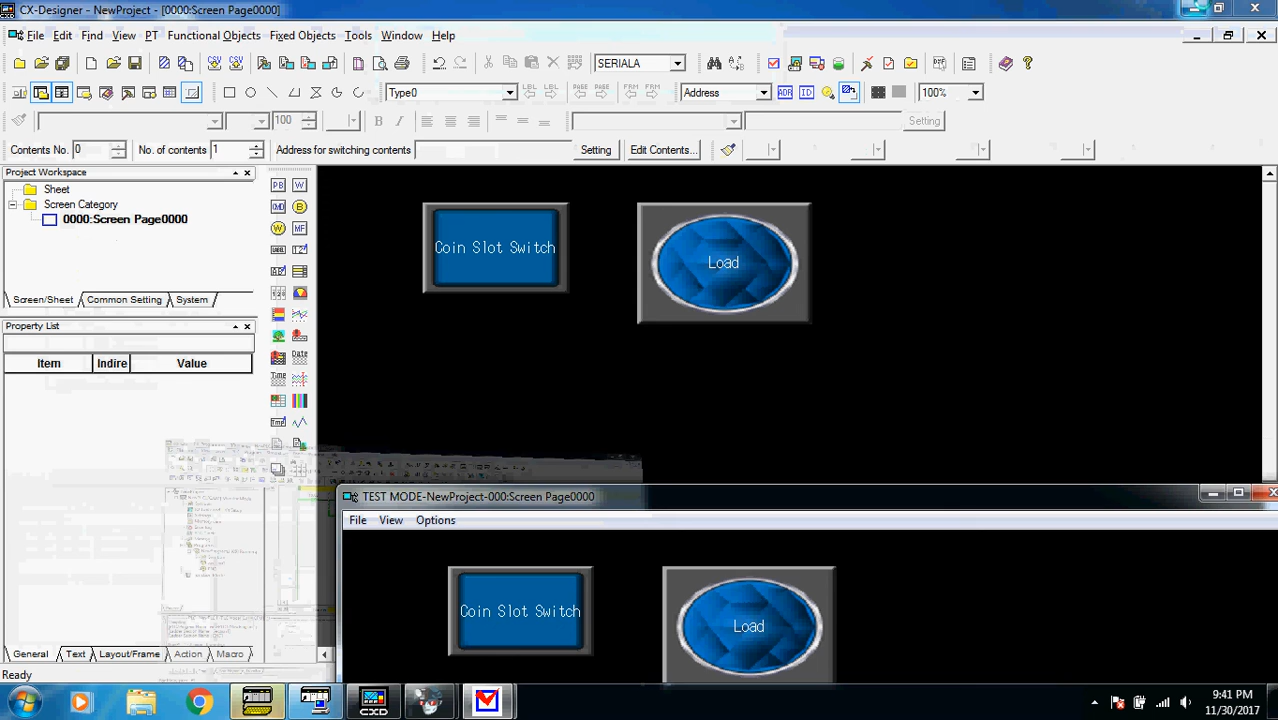 CX-Designer - NewProject - [0000:Screen Page0000]
File Edit Find View PT Functional Objects Fixed Objects Tools Window Help
SERIALA
Type0 Address ADR ID 100%
100 B I Setting
Contents No. 0 No. of contents 1 Address for switching contents Setting Edit Contents...
Project Workspace
Sheet
Screen Category
0000:Screen Page0000
Screen/Sheet Common Setting System
Property List
Item Indire Value
General Text Layout/Frame Action Macro
Ready
Coin Slot Switch
Load
TEST MODE-NewProject-000:Screen Page0000
File View Options
Coin Slot Switch
Load
CXD
9:41 PM
11/30/2017